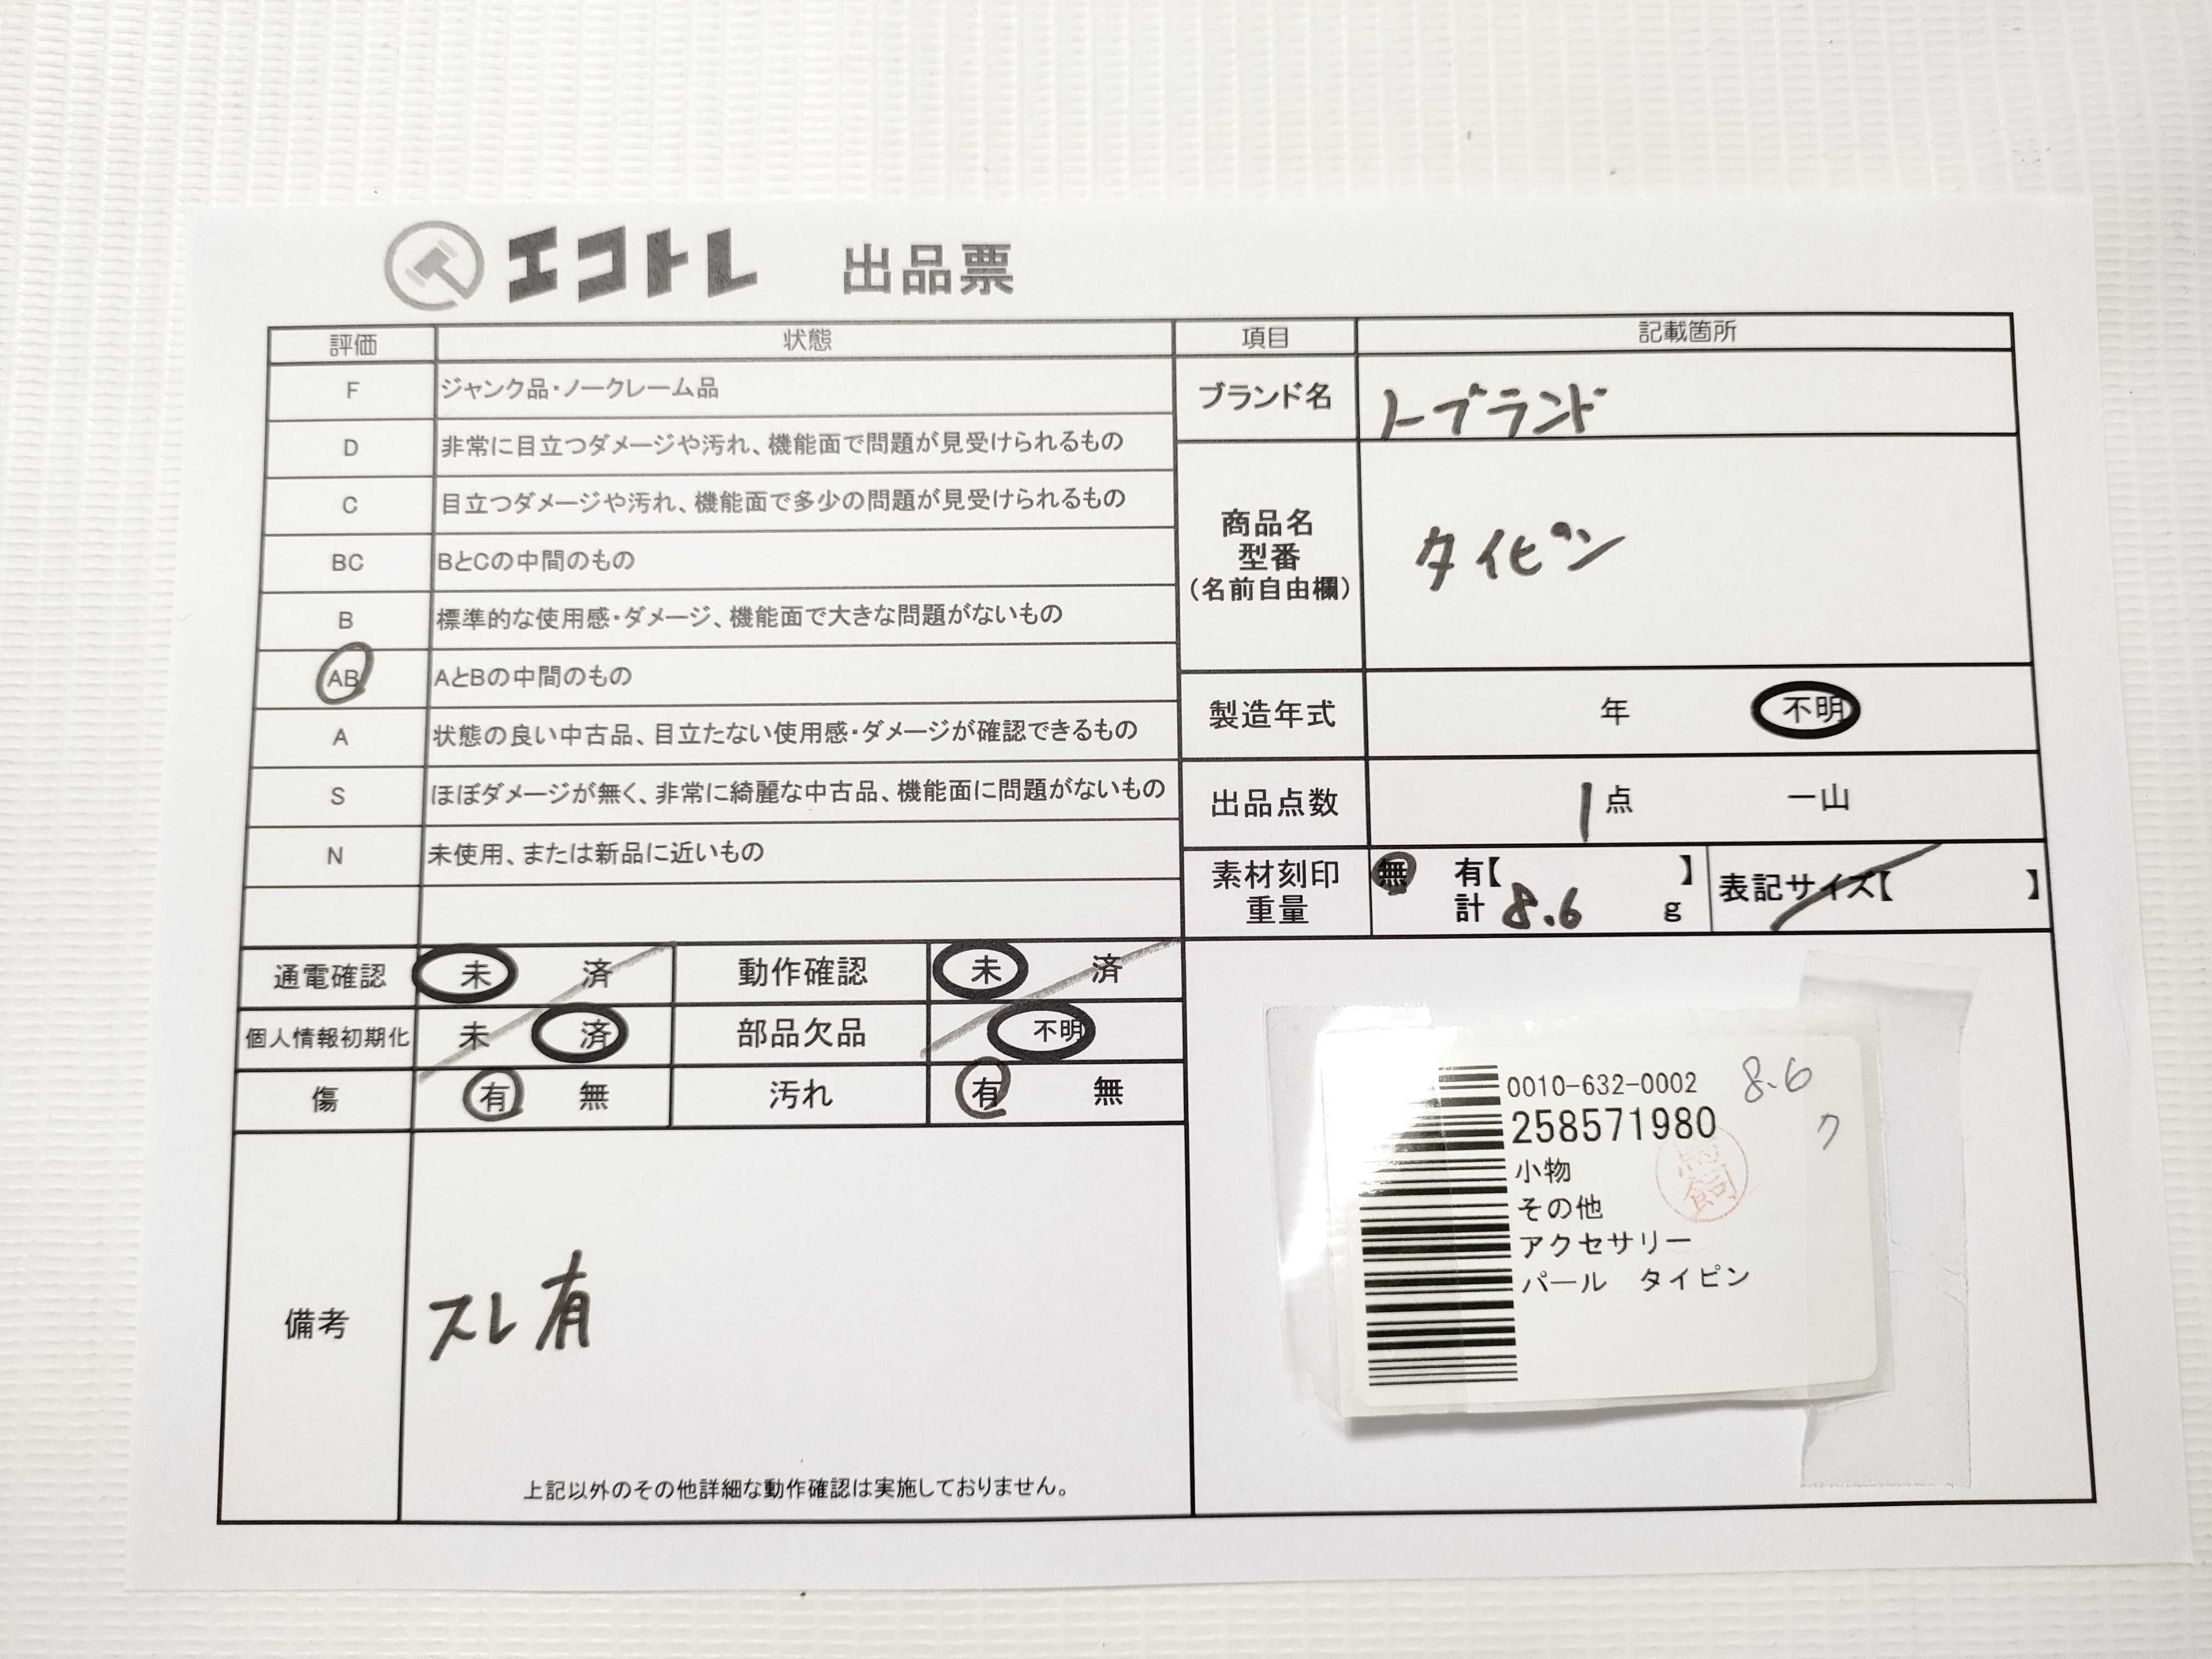 エコトレ 出品票
評価 状態
F ジャンク品・ノークレーム品
D 非常に目立つダメージや汚れ、機能面で問題が見受けられるもの
C 目立つダメージや汚れ、機能面で多少の問題が見受けられるもの
BC BとCの中間のもの
B 標準的な使用感・ダメージ、機能面で大きな問題がないもの
AB AとBの中間のもの
A 状態の良い中古品、目立たない使用感・ダメージが確認できるもの
S ほぼダメージが無く、非常に綺麗な中古品、機能面に問題がないもの
N 未使用、または新品に近いもの
通電確認 未 済 動作確認 未 済
個人情報初期化 未 済 部品欠品 不明
傷 有 無 汚れ 有 無
備考 スレ有
上記以外のその他詳細な動作確認は実施しておりません。
項目 記載箇所
ブランド名 トブランド
商品名
型番
(名前自由欄)
タイピン
製造年式 年 不明
出品点数 1点 一山
素材刻印 無 有【 】
重量 計 8.6 g
表記サイズ【 】
0010-632-0002 8.6
258571980 ク
小物
その他
アクセサリー
パール タイピン